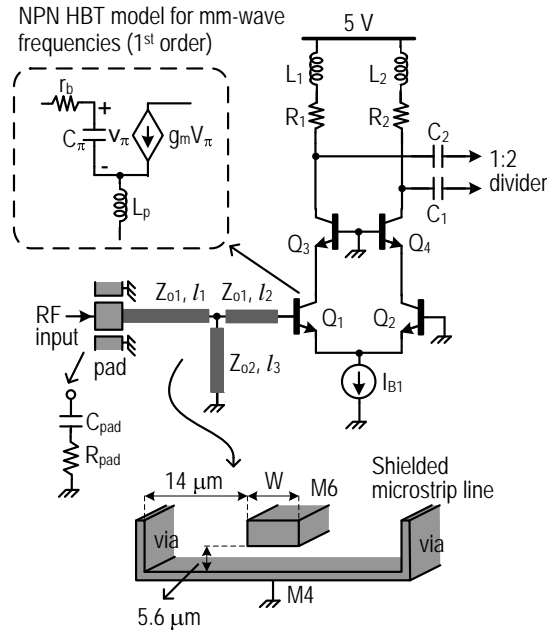 NPN HBT model for mm-wave
frequencies (1st order)
5 V
L1
L2
R1
R2
C2
1:2
divider
C1
rb
+
Cπ
vπ
gmVπ
-
Lp
Q3
Q4
Zo1, l1
Zo1, l2
RF
input
pad
Q1
Q2
Zo2, l3
IB1
Cpad
Rpad
14 μm
W
M6
Shielded
microstrip line
via
via
5.6 μm
M4